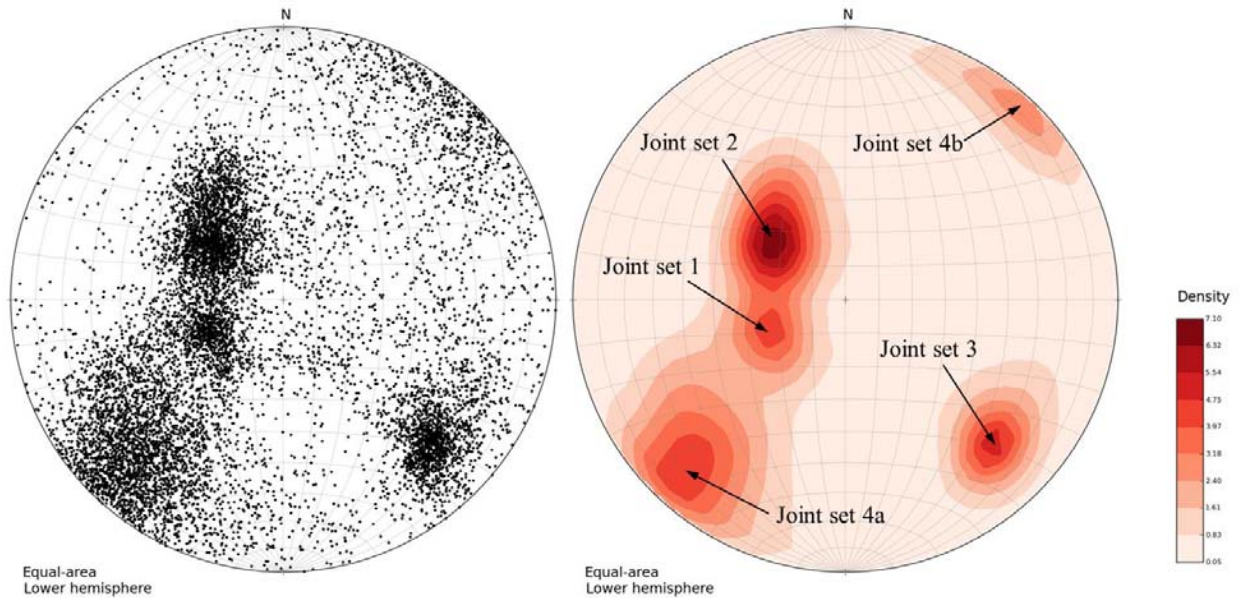 N
N
Joint set 2
Joint set 4b
Joint set 1
Density
7.10
6.32
5.54
4.75
3.97
3.18
2.40
1.61
0.83
0.05
Joint set 3
Joint set 4a
Equal-area
Lower hemisphere
Equal-area
Lower hemisphere